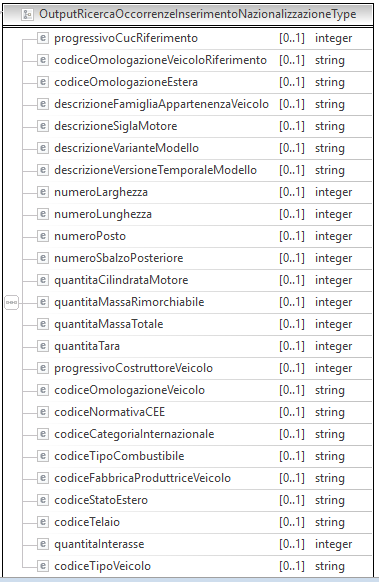 OutputRicercaOccorrenzeInserimentoNazionalizzazioneType
e progressivoCucRiferimento [0..1] integer
e codiceOmologazioneVeicoloRiferimento [0..1] string
e codiceOmologazioneEstera [0..1] string
e descrizioneFamigliaAppartenenzaVeicolo [0..1] string
e descrizioneSiglaMotore [0..1] string
e descrizioneVarianteModello [0..1] string
e descrizioneVersioneTemporaleModello [0..1] string
e numeroLarghezza [0..1] integer
e numeroLunghezza [0..1] integer
e numeroPosto [0..1] integer
e numeroSbalzoPosteriore [0..1] integer
e quantitaCilindrataMotore [0..1] integer
e quantitaMassaRimorchiabile [0..1] integer
e quantitaMassaTotale [0..1] integer
e quantitaTara [0..1] integer
e progressivoCostruttoreVeicolo [0..1] integer
e codiceOmologazioneVeicolo [0..1] string
e codiceNormativaCEE [0..1] string
e codiceCategoriaInternazionale [0..1] string
e codiceTipoCombustibile [0..1] string
e codiceFabbricaProduttriceVeicolo [0..1] string
e codiceStatoEstero [0..1] string
e codiceTelaio [0..1] string
e quantitaInterasse [0..1] integer
e codiceTipoVeicolo [0..1] string